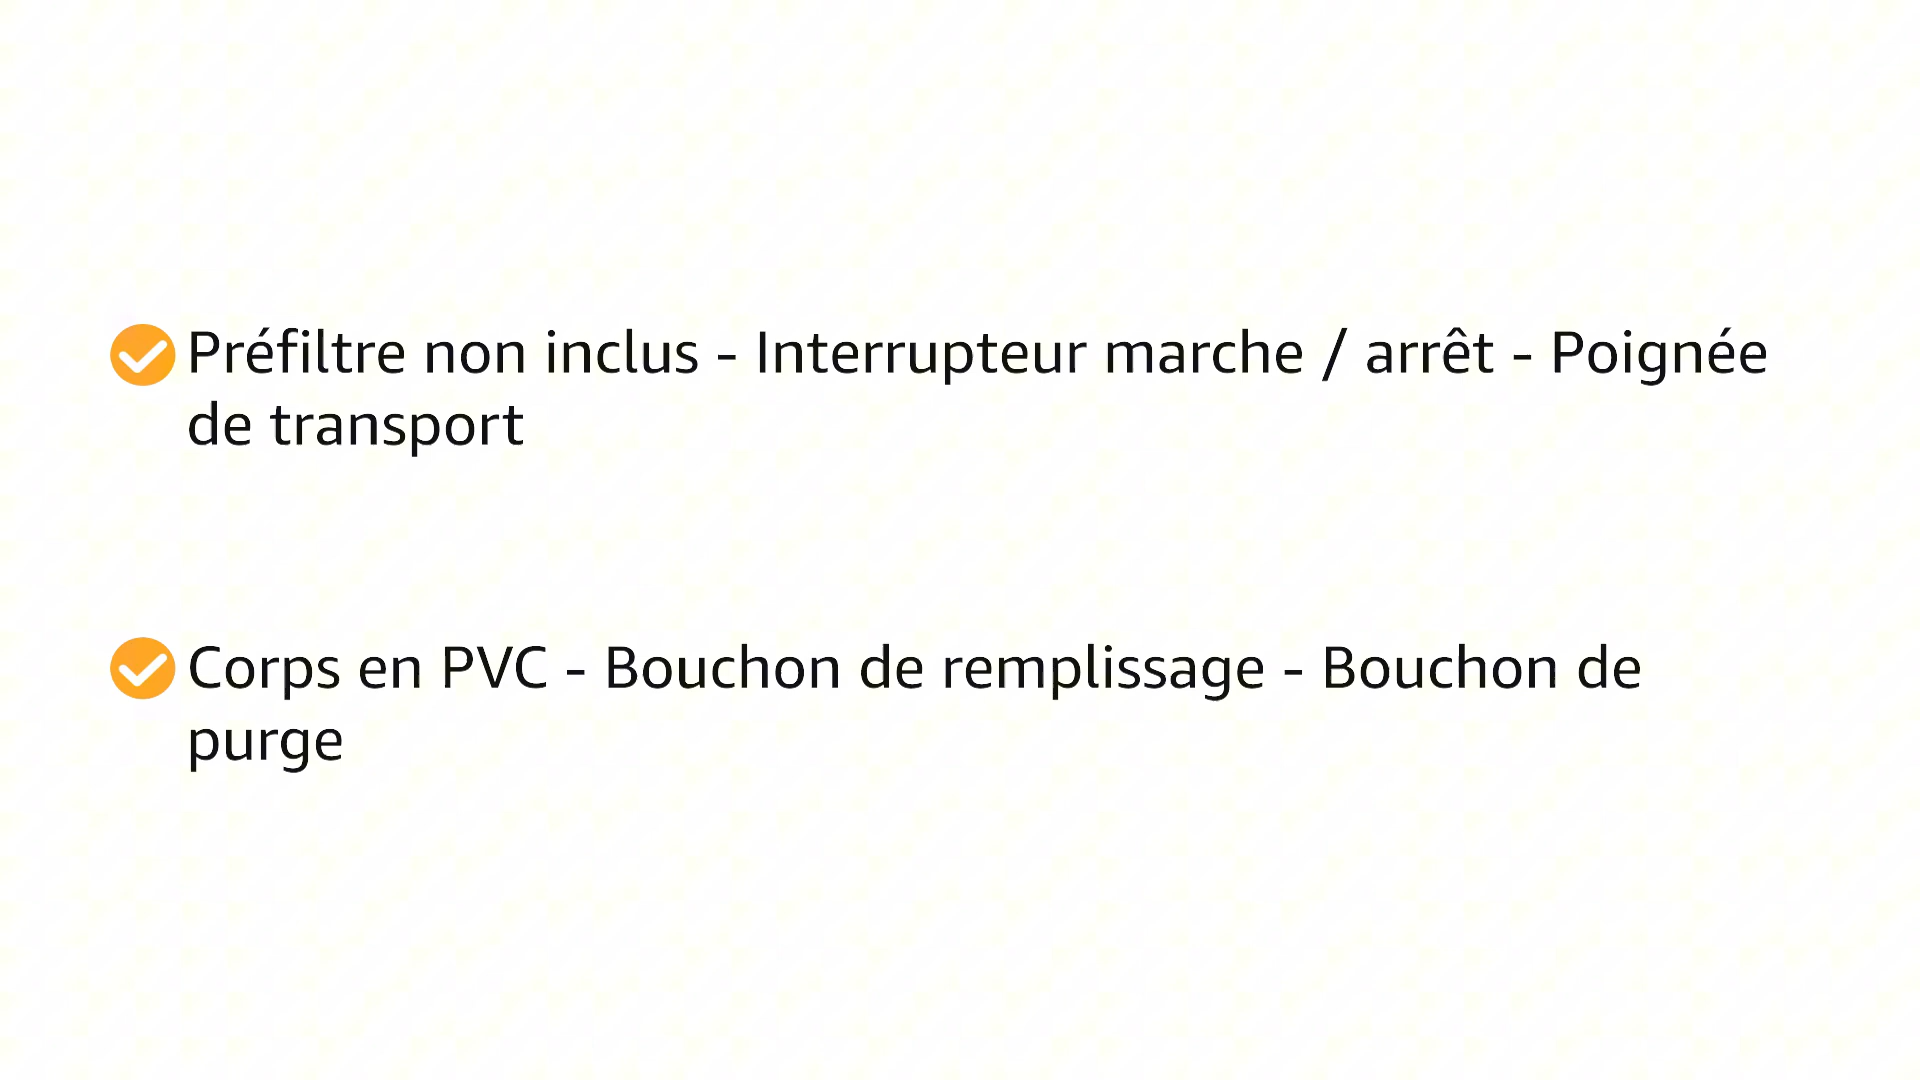 Préfiltre non inclus - Interrupteur marche / arrêt - Poignée
de transport
Corps en PVC - Bouchon de remplissage - Bouchon de
purge